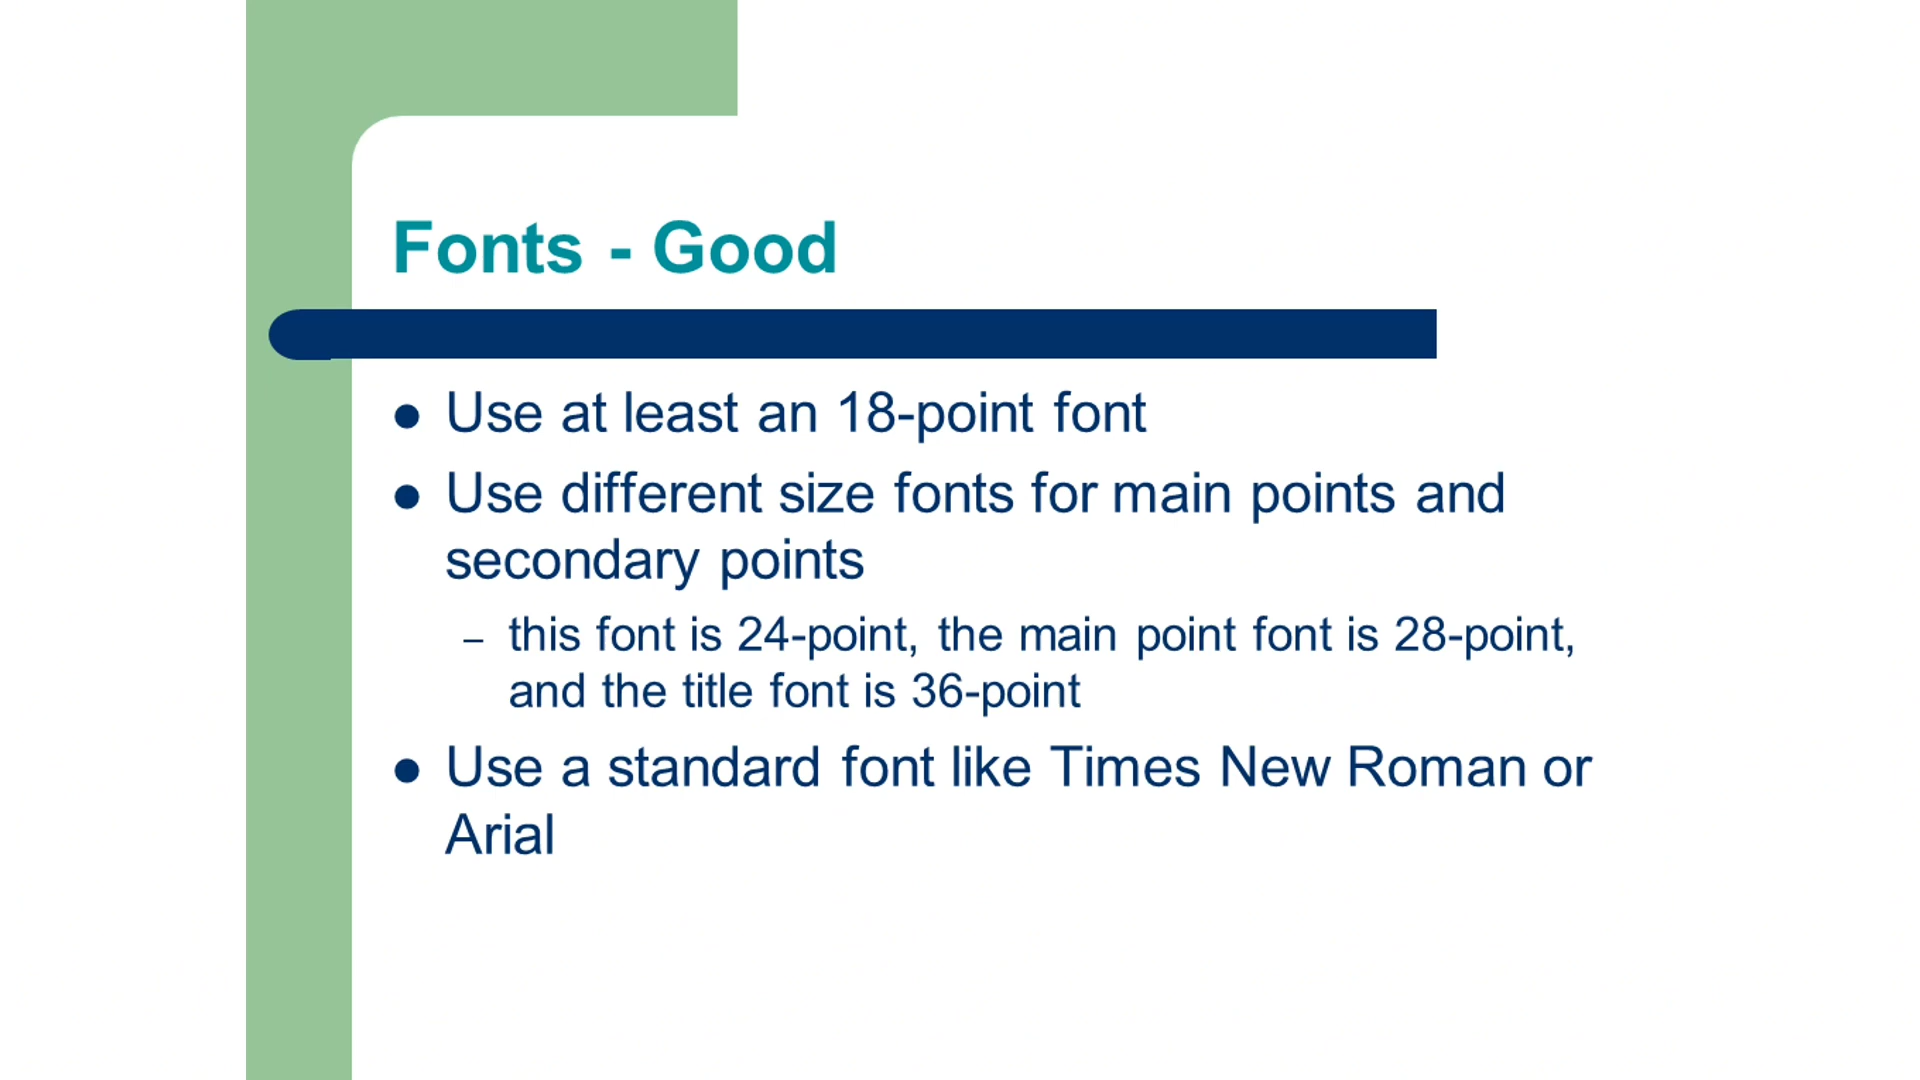 Fonts - Good
● Use at least an 18-point font
● Use different size fonts for main points and
secondary points
– this font is 24-point, the main point font is 28-point,
and the title font is 36-point
● Use a standard font like Times New Roman or
Arial